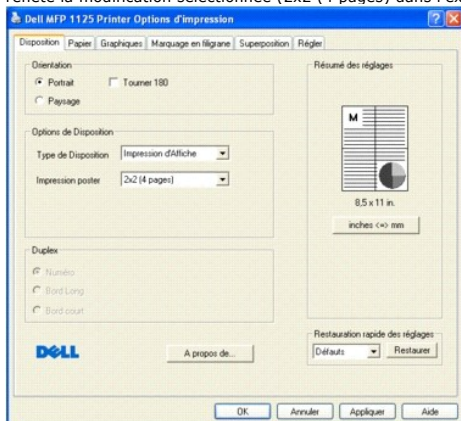 reflète la modification sélectionnée (2x2 (4 pages) dans l'ex
Dell MFP 1125 Printer Options d'impression
Disposition Papier Graphiques Marquage en filigrane Superposition Régler
Orientation
Portrait
Tourner 180
Paysage
Options de Disposition
Type de Disposition
Impression d'Affiche
Impression poster
2x2 (4 pages)
Duplex
Numéro
Bord Long
Bord court
DELL
A propos de...
Résumé des réglages
M
8,5 x 11 in.
inches <=> mm
Restauration rapide des réglages
Défauts
Restaurer
OK Annuler Appliquer Aide